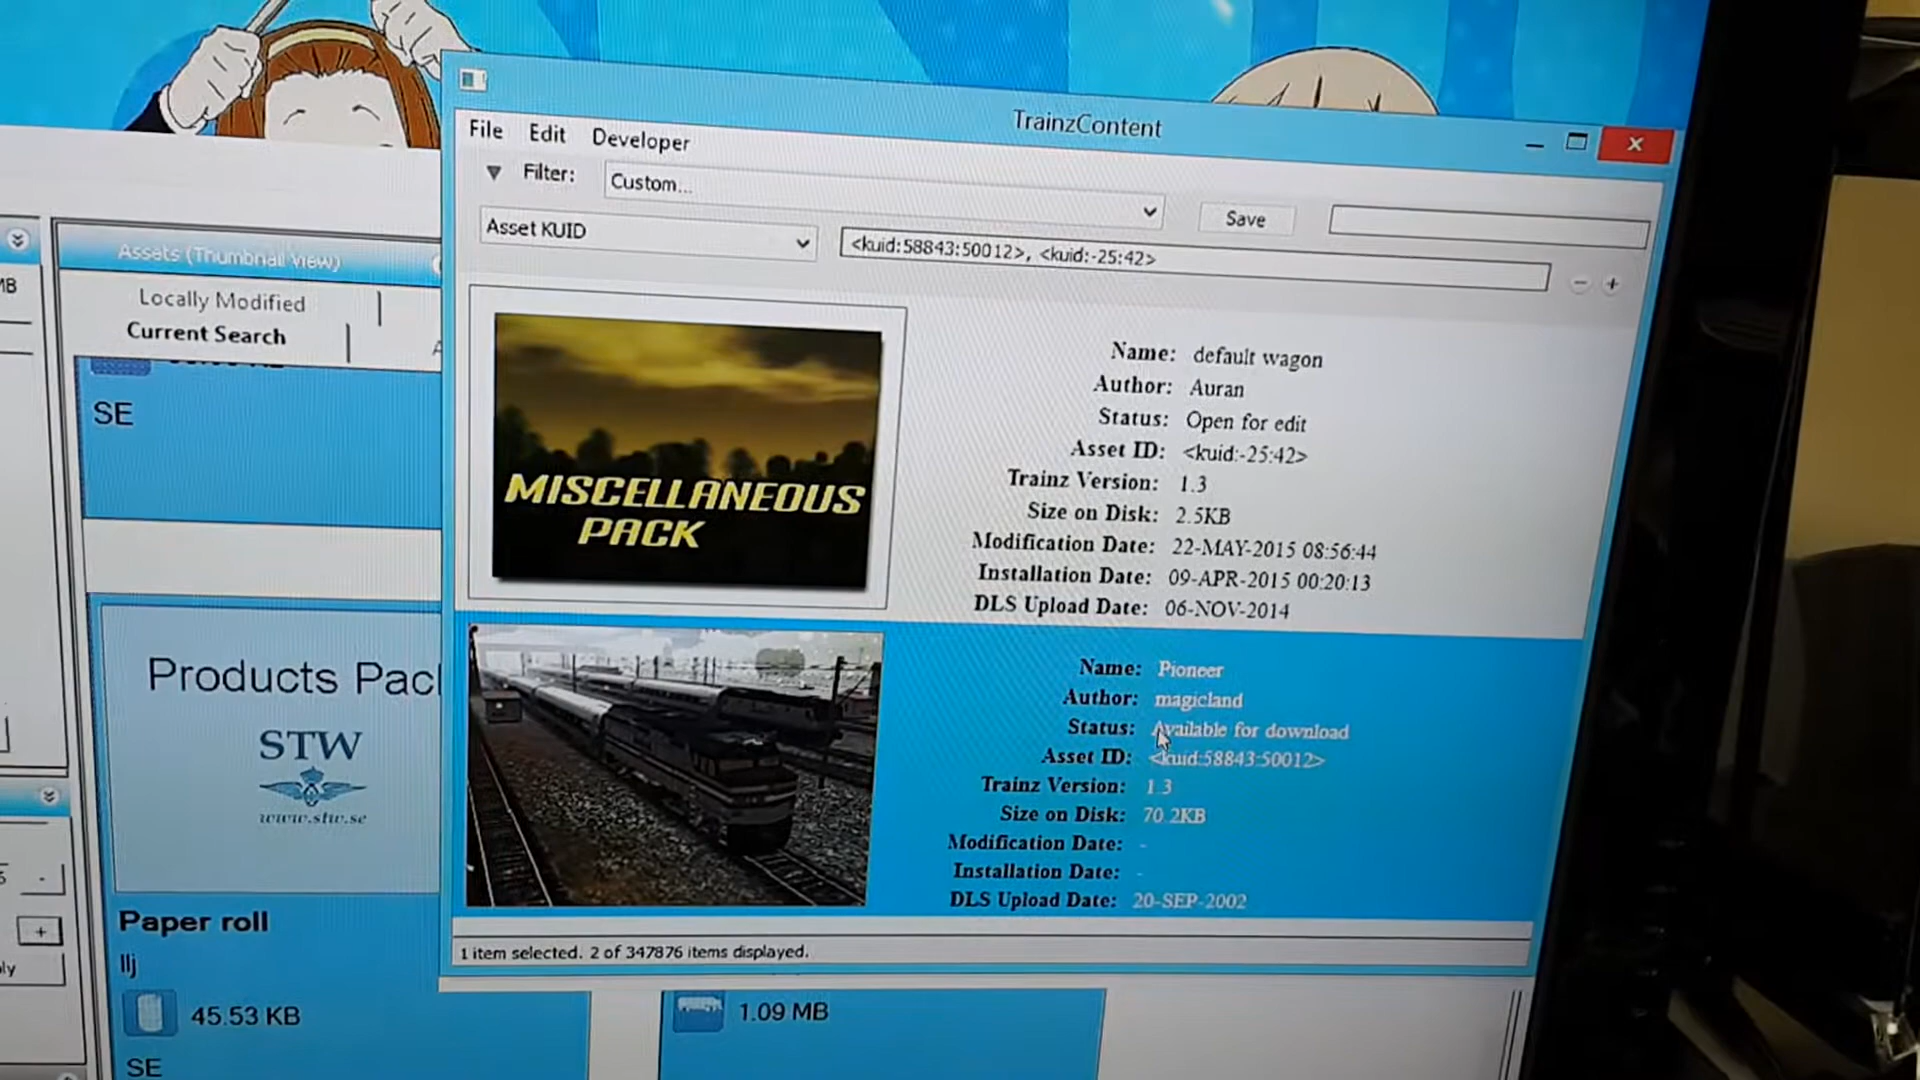 TrainzContent
File Edit Developer
Filter: Custom... Save
Asset KUID <kuid:58843:50012>, <kuid:-25:42>
MISCELLANEOUS
PACK
Name: default wagon
Author: Auran
Status: Open for edit
Asset ID: <kuid:-25:42>
Trainz Version: 1.3
Size on Disk: 2.5KB
Modification Date: 22-MAY-2015 08:56:44
Installation Date: 09-APR-2015 00:20:13
DLS Upload Date: 06-NOV-2014
Name: Pioneer
Author: magicland
Status: Available for download
Asset ID: <kuid:58843:50012>
Trainz Version: 1.3
Size on Disk: 70.2KB
Modification Date: -
Installation Date: -
DLS Upload Date: 20-SEP-2002
1 item selected. 2 of 347876 items displayed.
MB
Assets (Thumbnail View)
Locally Modified
Current Search
SE
Products Pac
STW
www.stw.se
Paper roll
llj
45.53 KB
1.09 MB
SE